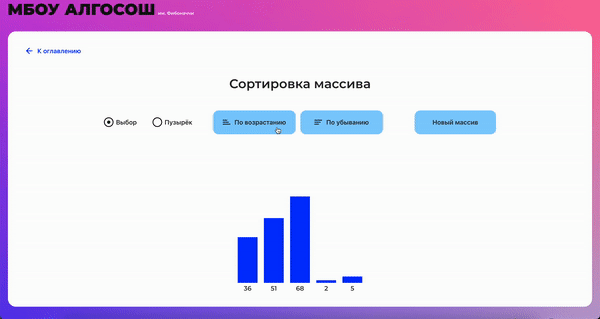 МБОУ АЛГОСОШ им. Фибоначчи
К оглавлению
Сортировка массива
Выбор Пузырёк По возрастанию По убыванию Новый массив
36 51 68 2 5